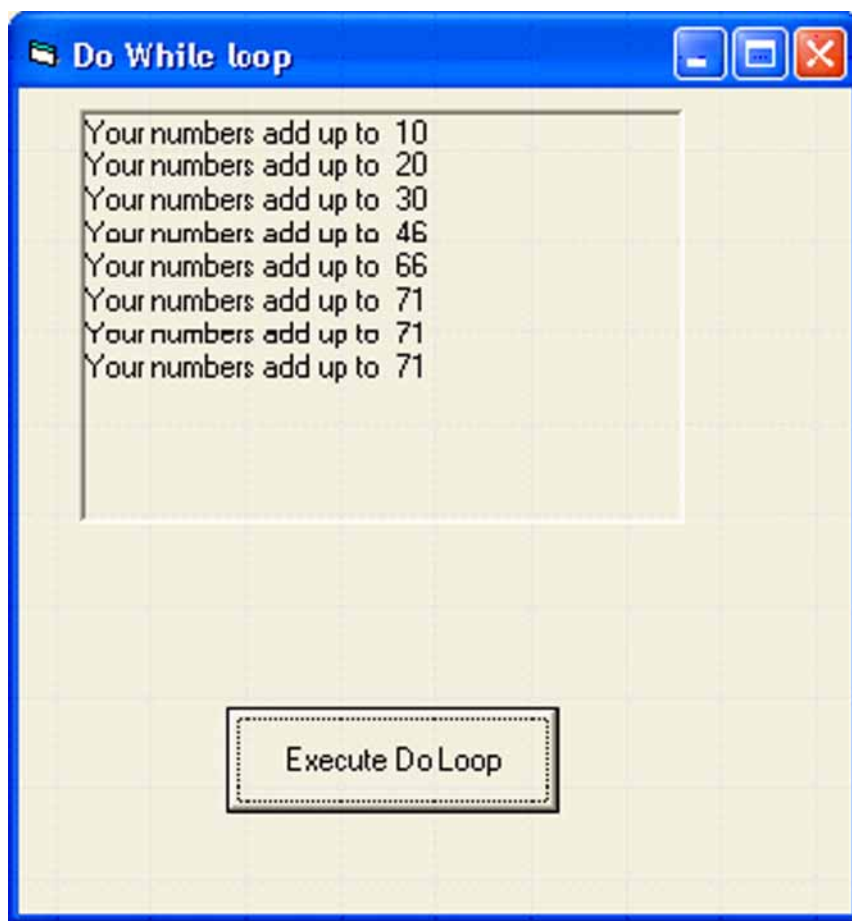 Do While loop
Your numbers add up to 10
Your numbers add up to 20
Your numbers add up to 30
Your numbers add up to 46
Your numbers add up to 66
Your numbers add up to 71
Your numbers add up to 71
Your numbers add up to 71
Execute Do Loop